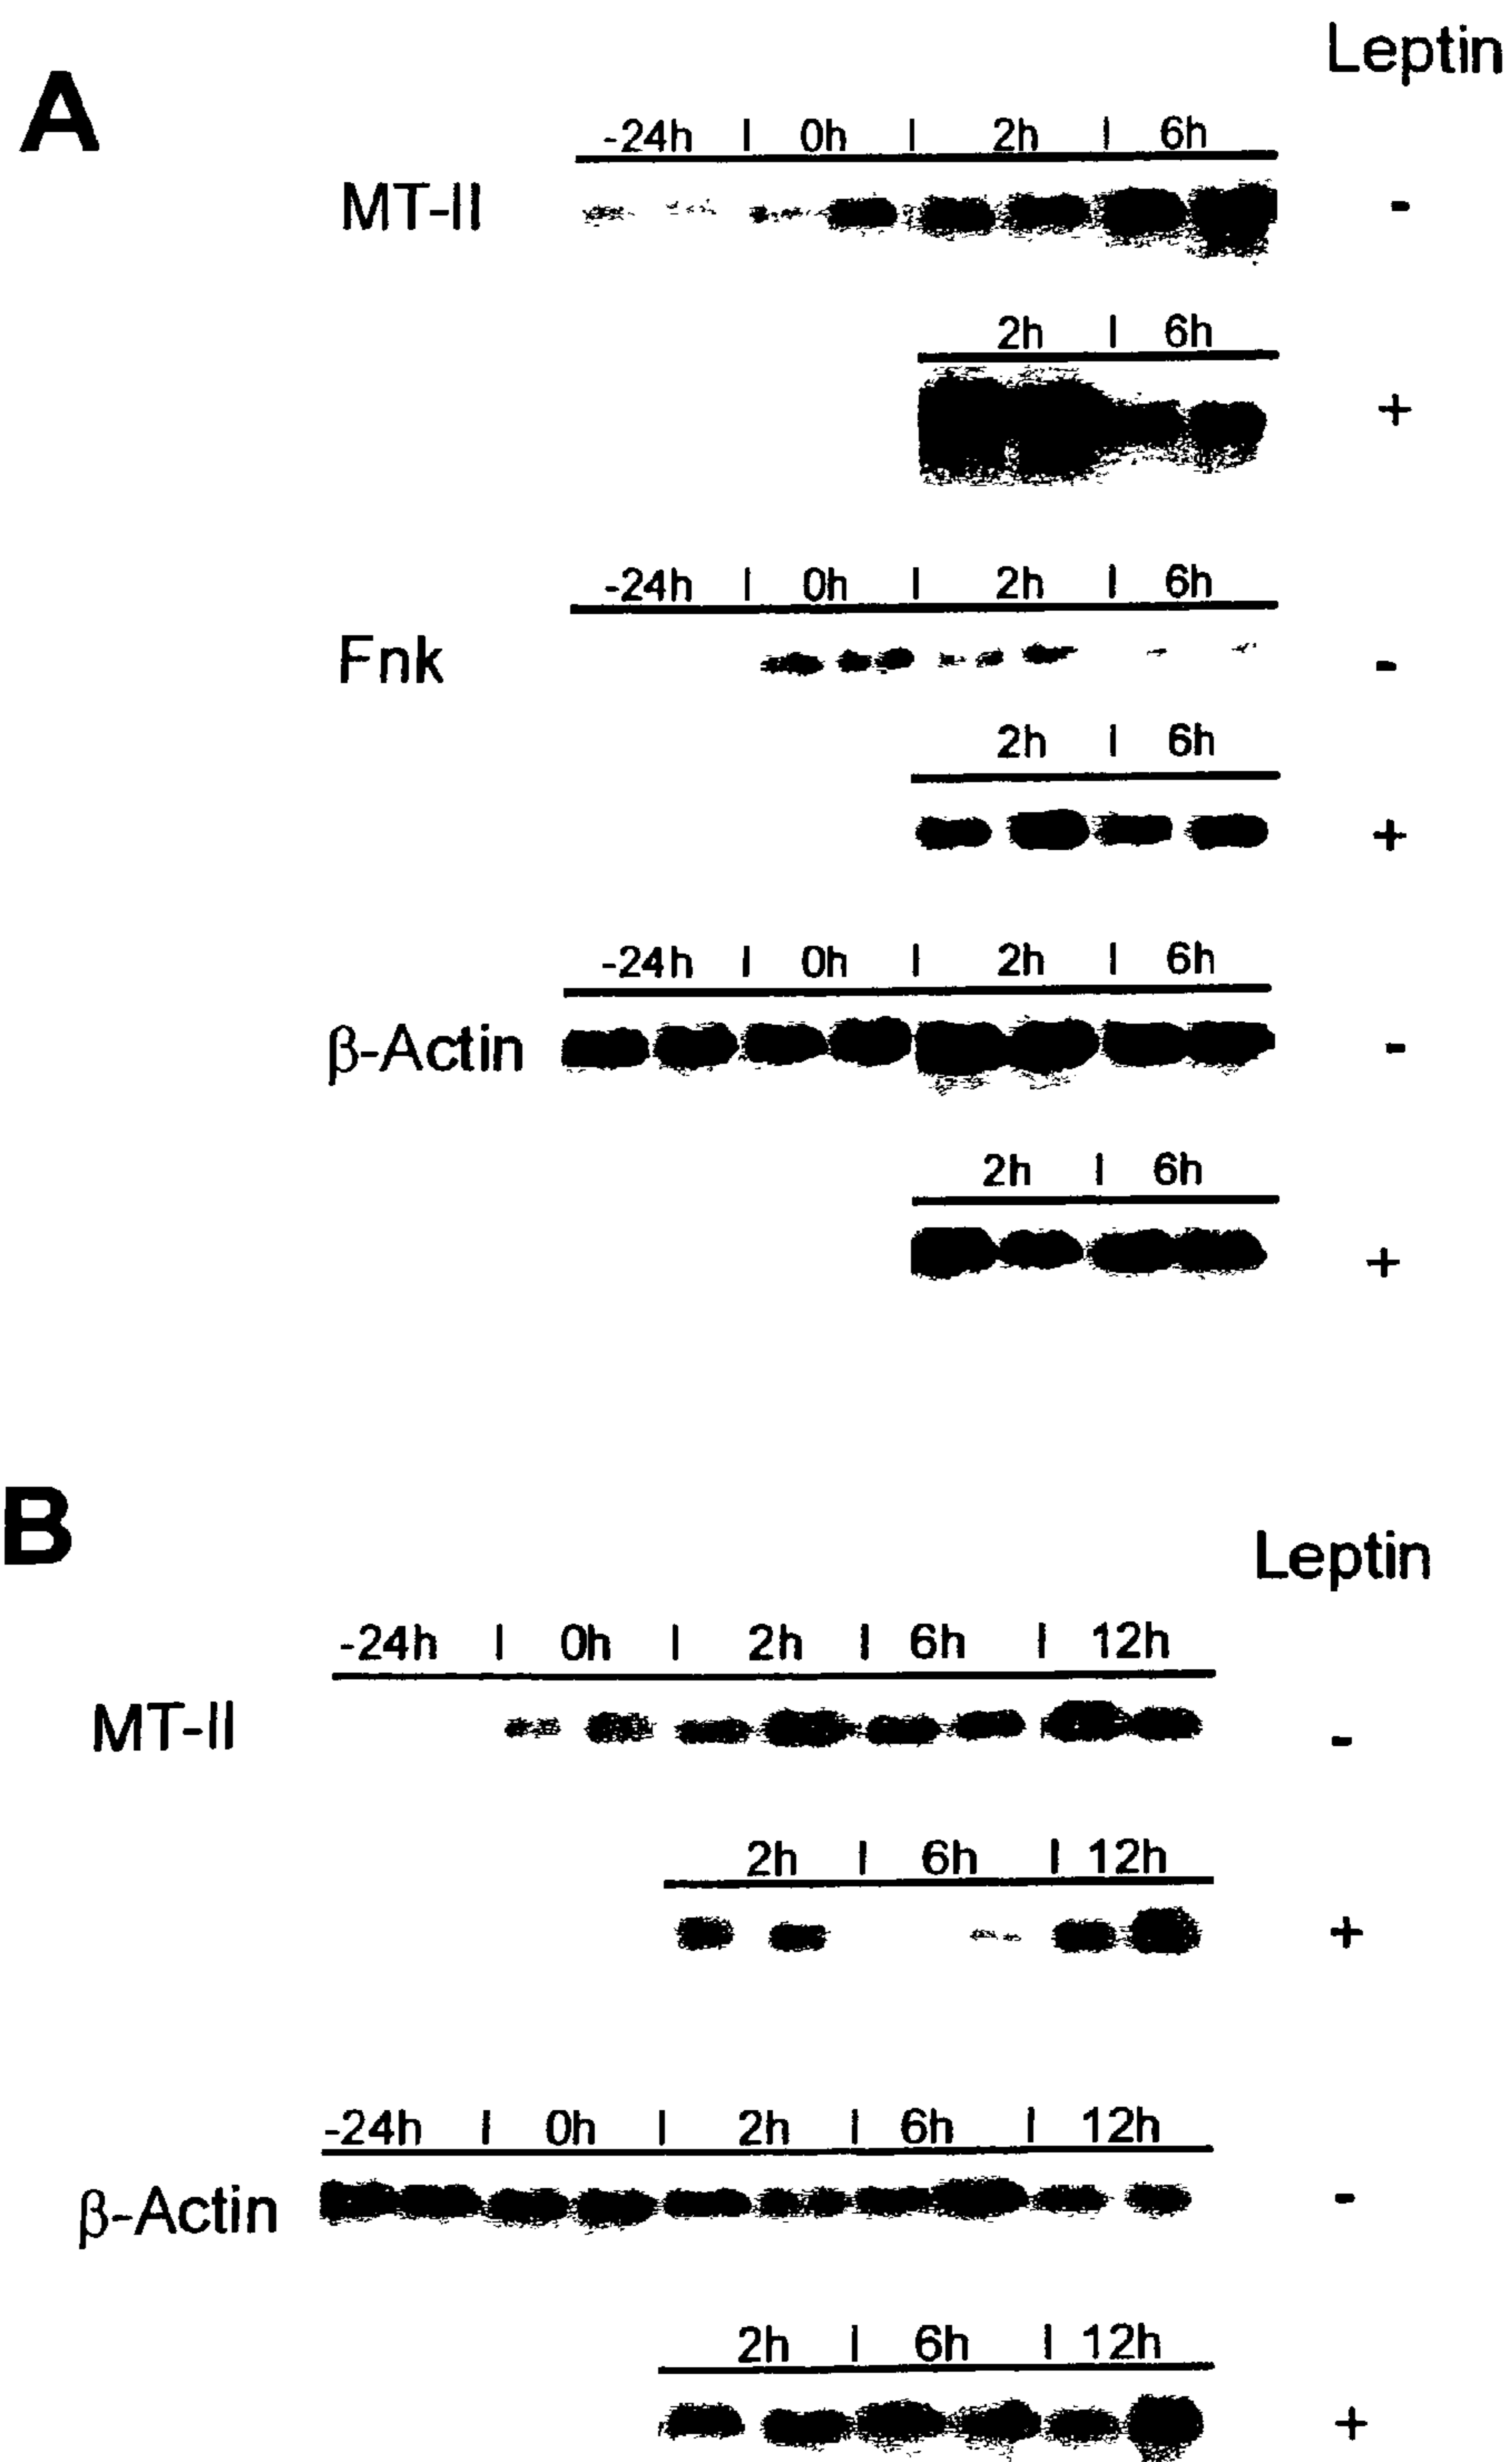 Leptin
A
-24h | 0h | 2h | 6h
MT-II
-
2h | 6h
+
-24h | 0h | 2h | 6h
Fnk
-
2h | 6h
+
-24h | 0h | 2h | 6h
β-Actin
-
2h | 6h
+
B
Leptin
-24h | 0h | 2h | 6h | 12h
MT-II
-
2h | 6h | 12h
+
-24h | 0h | 2h | 6h | 12h
β-Actin
-
2h | 6h | 12h
+